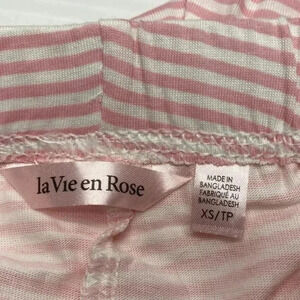 la Vie en Rose
MADE IN
BANGLADESH
FABRIQUÉ AU
BANGLADESH
XS/TP